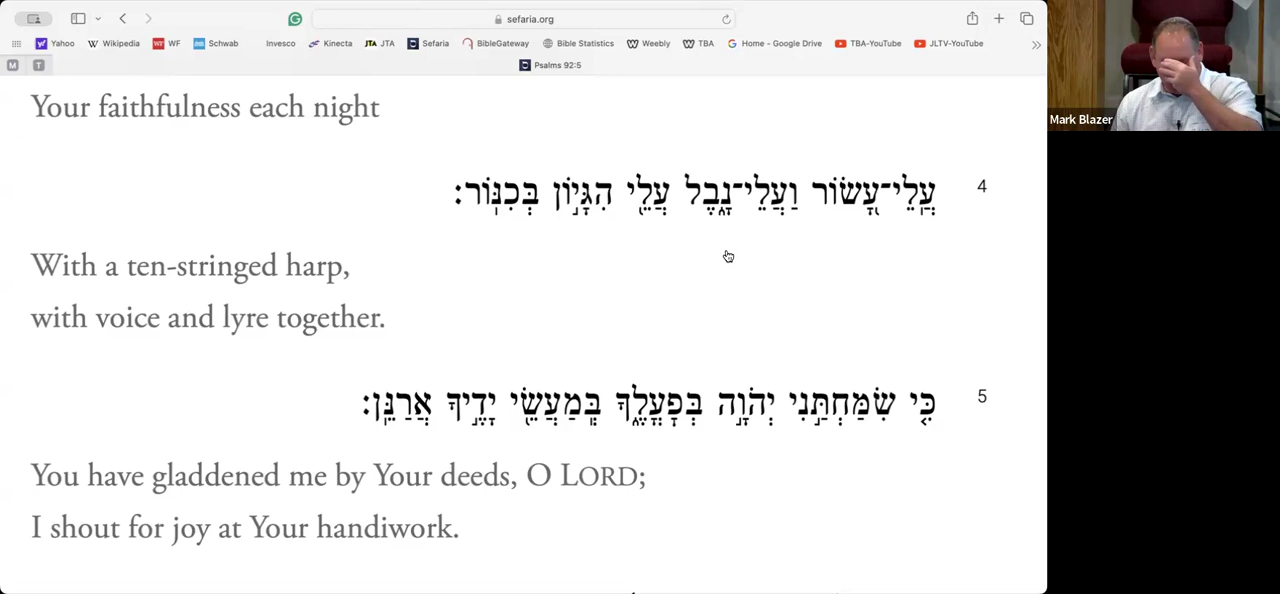 sefaria.org
Yahoo
Wikipedia
WF
Schwab
Invesco
Kinecta
JTA JTA
Sefaria
BibleGateway
Bible Statistics
Weebly
TBA
Home - Google Drive
TBA-YouTube
JLTV-YouTube
M
T
Psalms 92:5
Mark Blazer
Your faithfulness each night
4
עֲֽלֵי־עָ֭שׂוֹר וַעֲלֵי־נָ֑בֶל עֲלֵ֖י הִגָּי֣וֹן בְּכִנּֽוֹר׃
With a ten-stringed harp,
with voice and lyre together.
5
כִּ֤י שִׂמַּחְתַּ֣נִי יְהֹוָ֣ה בְּפׇעֳלֶ֑ךָ בְּֽמַעֲשֵׂ֖י יָדֶ֣יךָ אֲרַנֵּֽן׃
You have gladdened me by Your deeds, O LORD;
I shout for joy at Your handiwork.